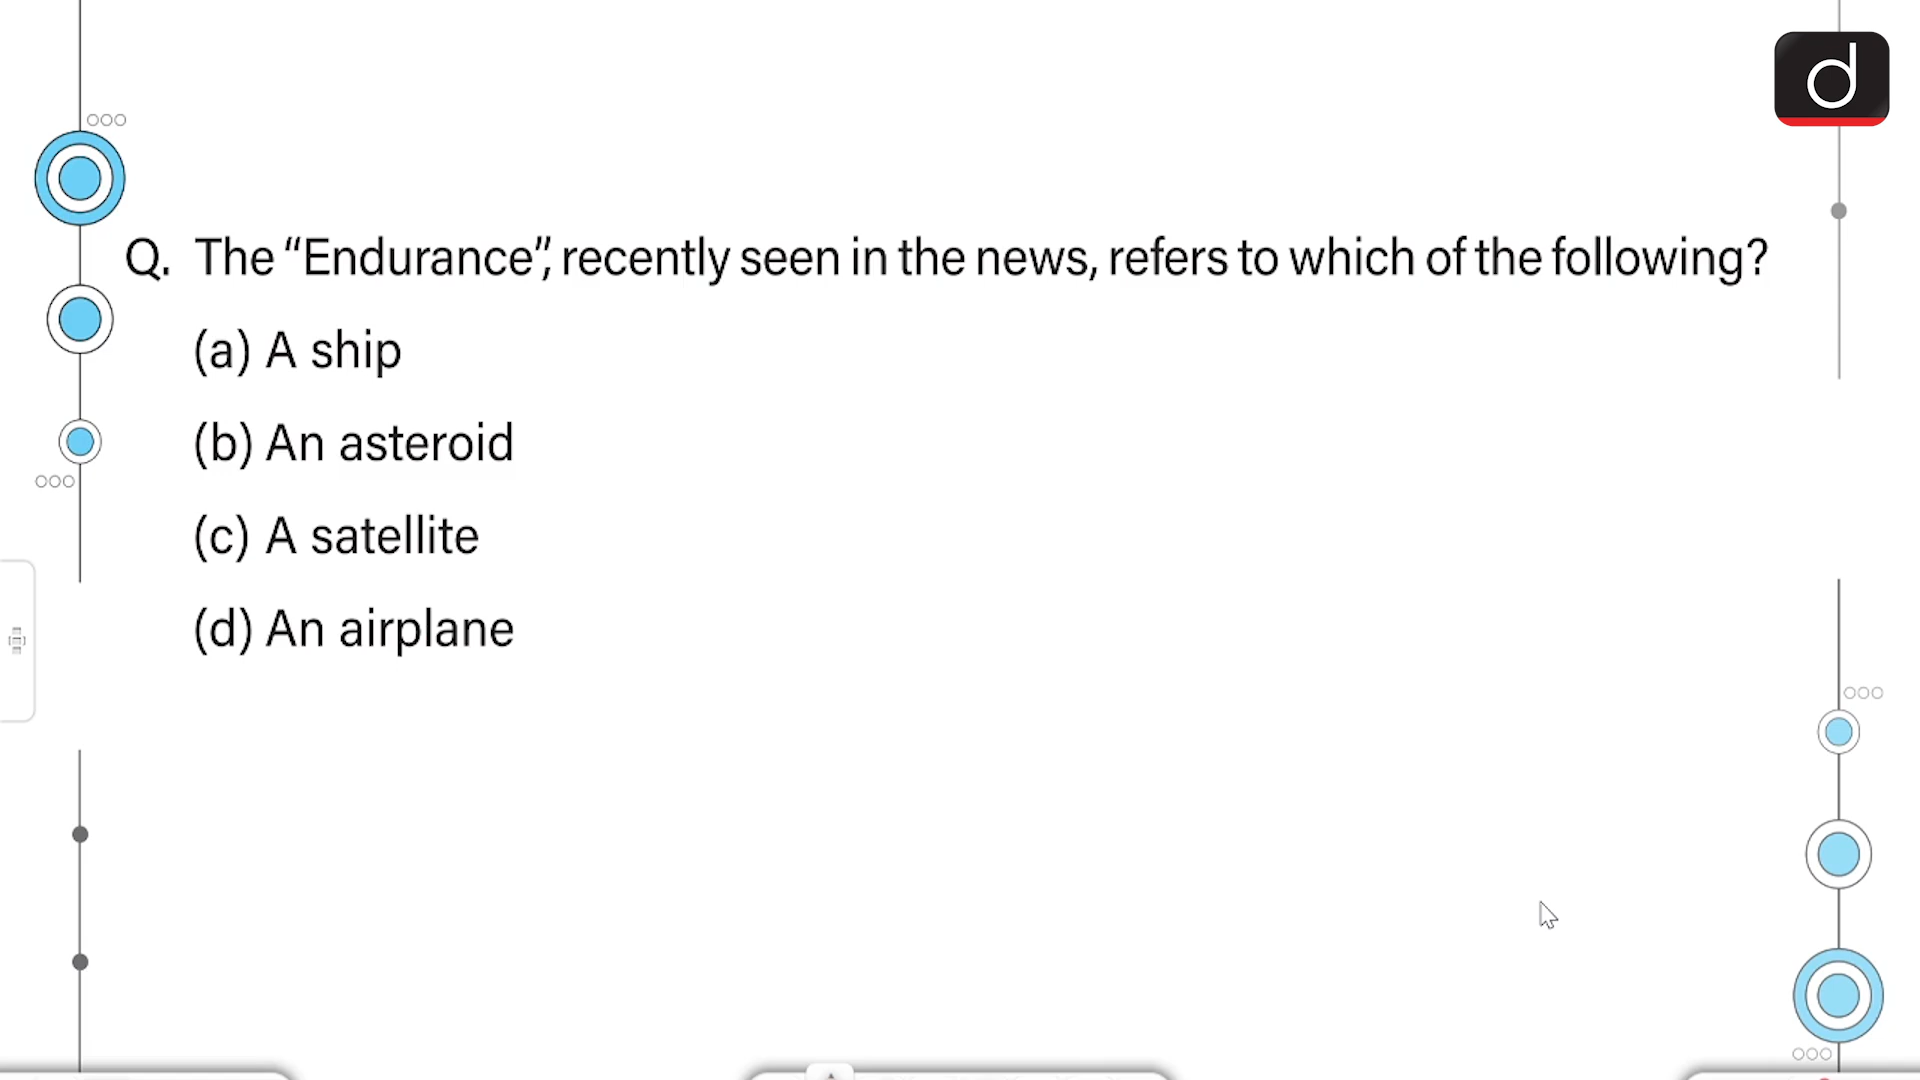 d
Q. The “Endurance”, recently seen in the news, refers to which of the following?
(a) A ship
(b) An asteroid
(c) A satellite
(d) An airplane